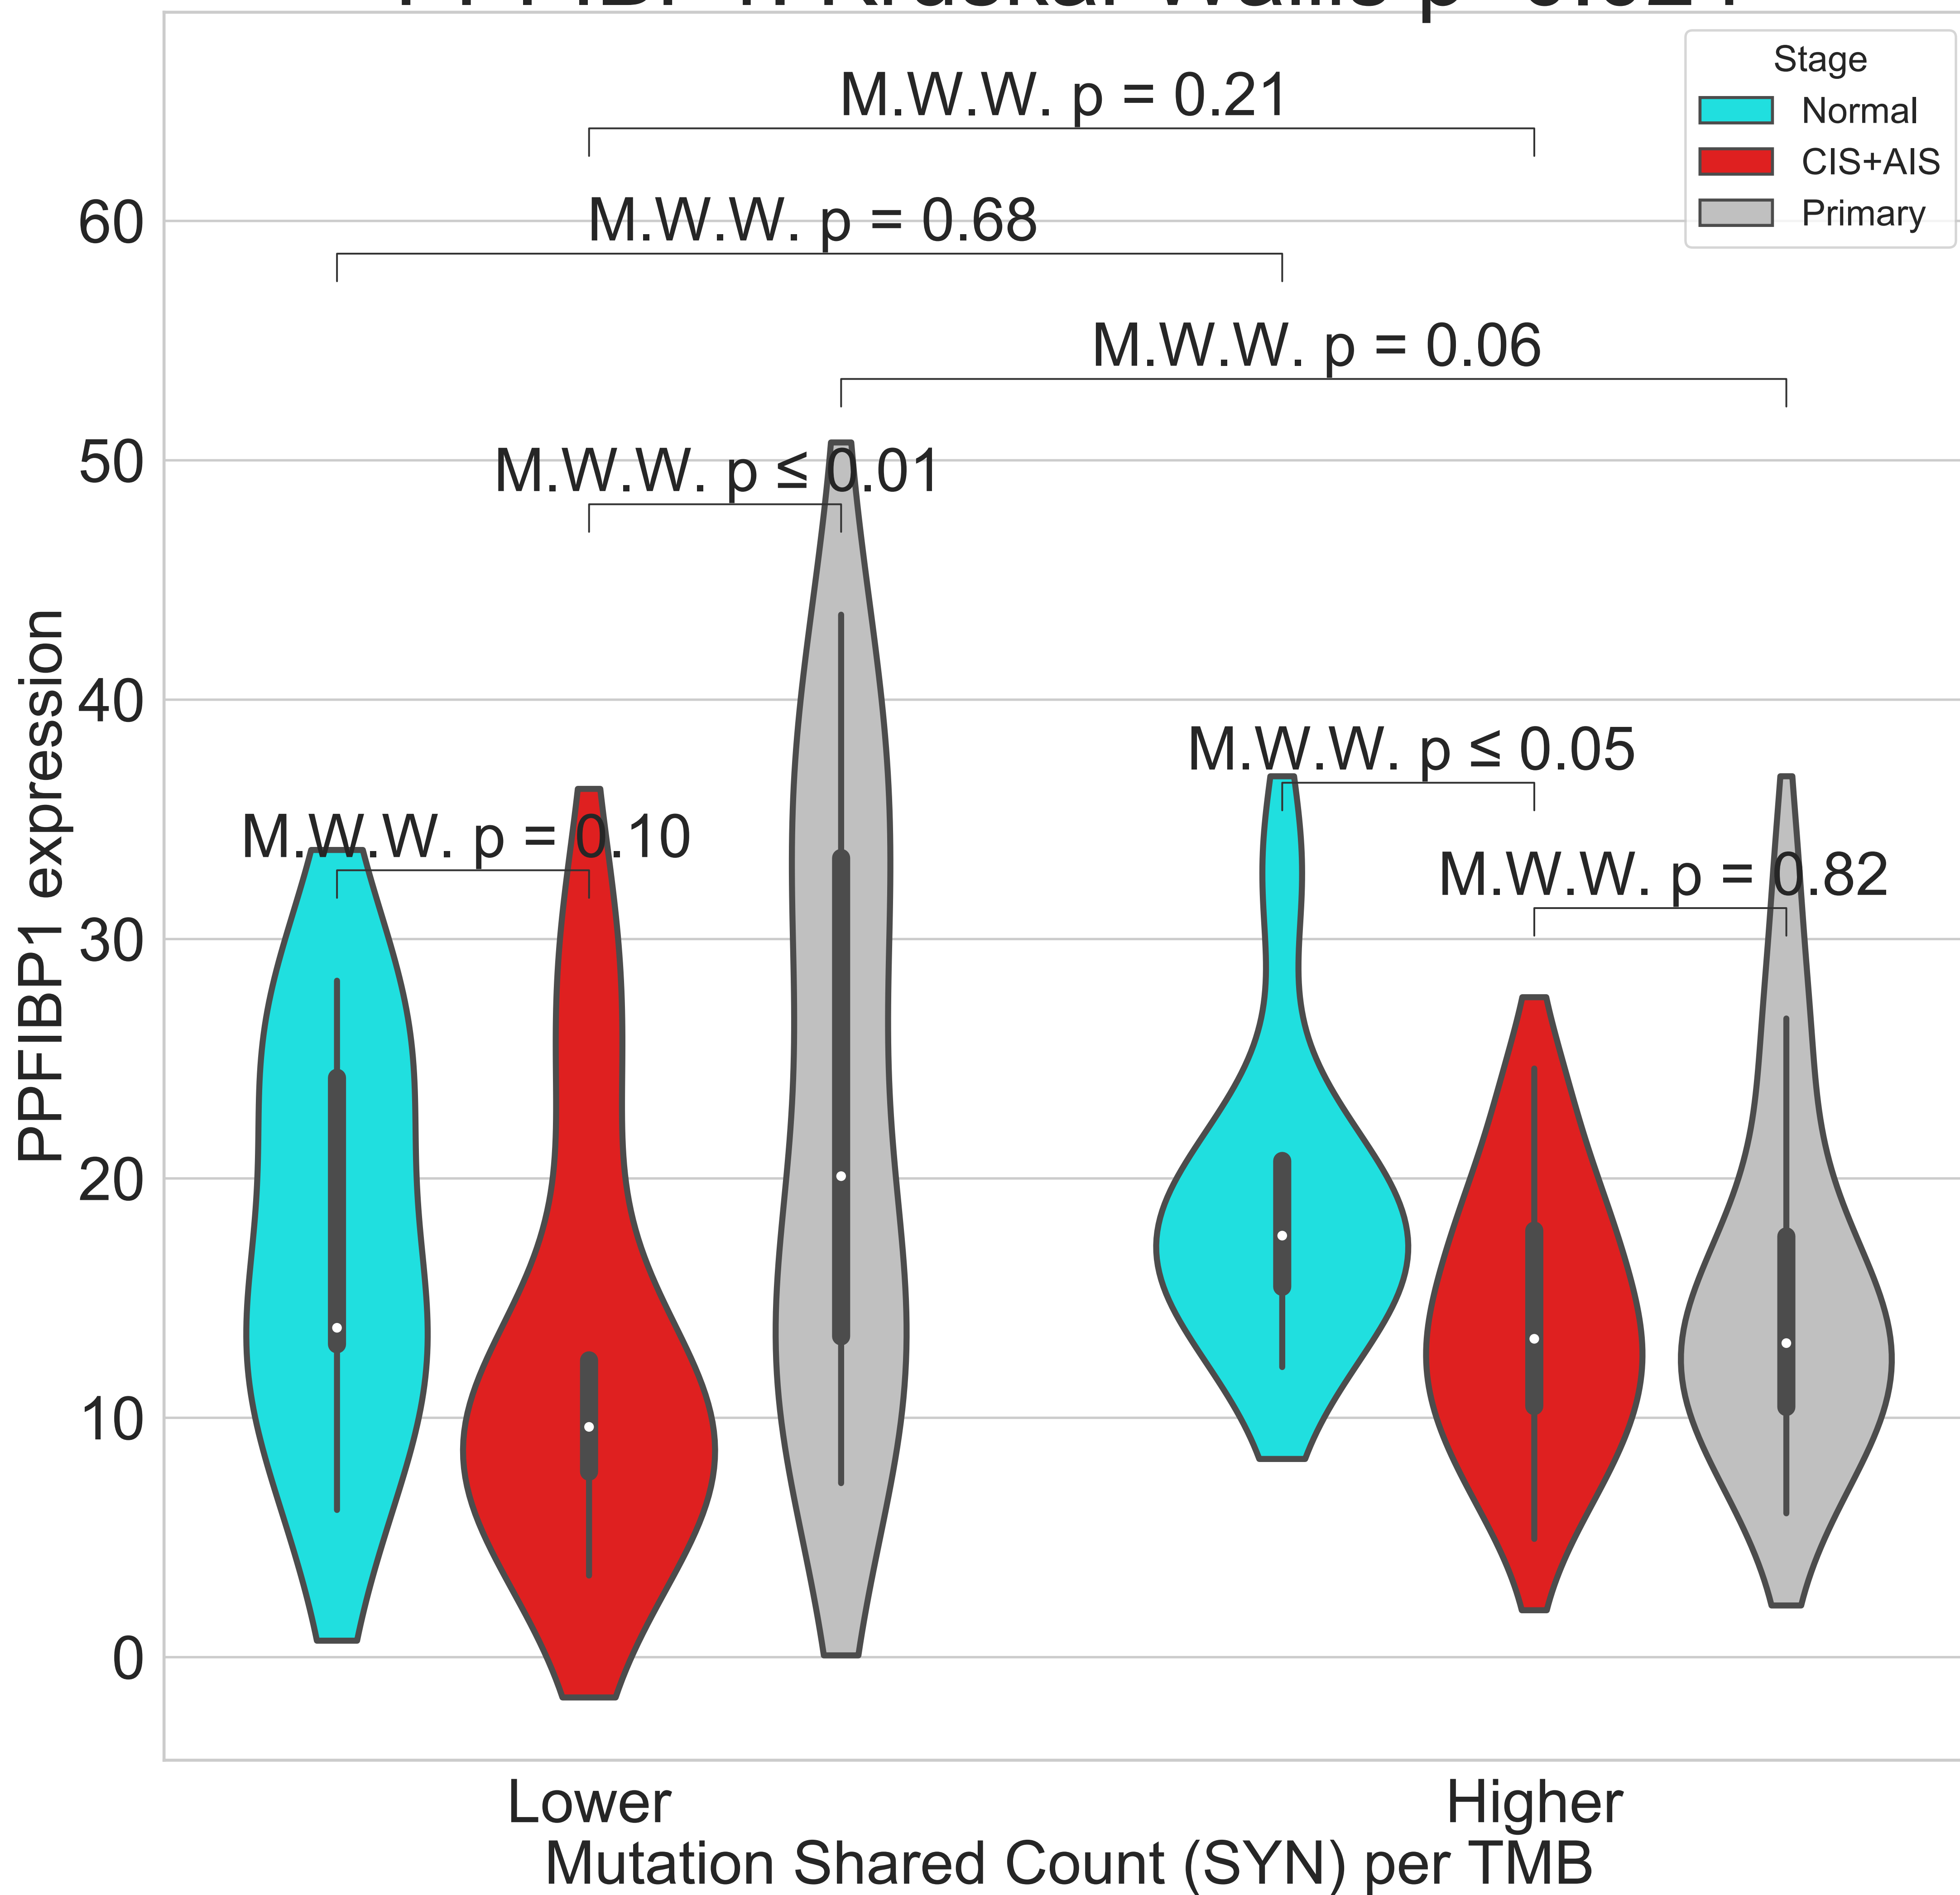 Stage
Normal
CIS+AIS
Primary
M.W.W. p = 0.21
M.W.W. p = 0.68
M.W.W. p = 0.06
M.W.W. p ≤ 0.01
M.W.W. p ≤ 0.05
M.W.W. p = 0.10
M.W.W. p = 0.82
60
50
40
30
20
10
0
PPFIBP1 expression
Lower
Higher
Mutation Shared Count (SYN) per TMB